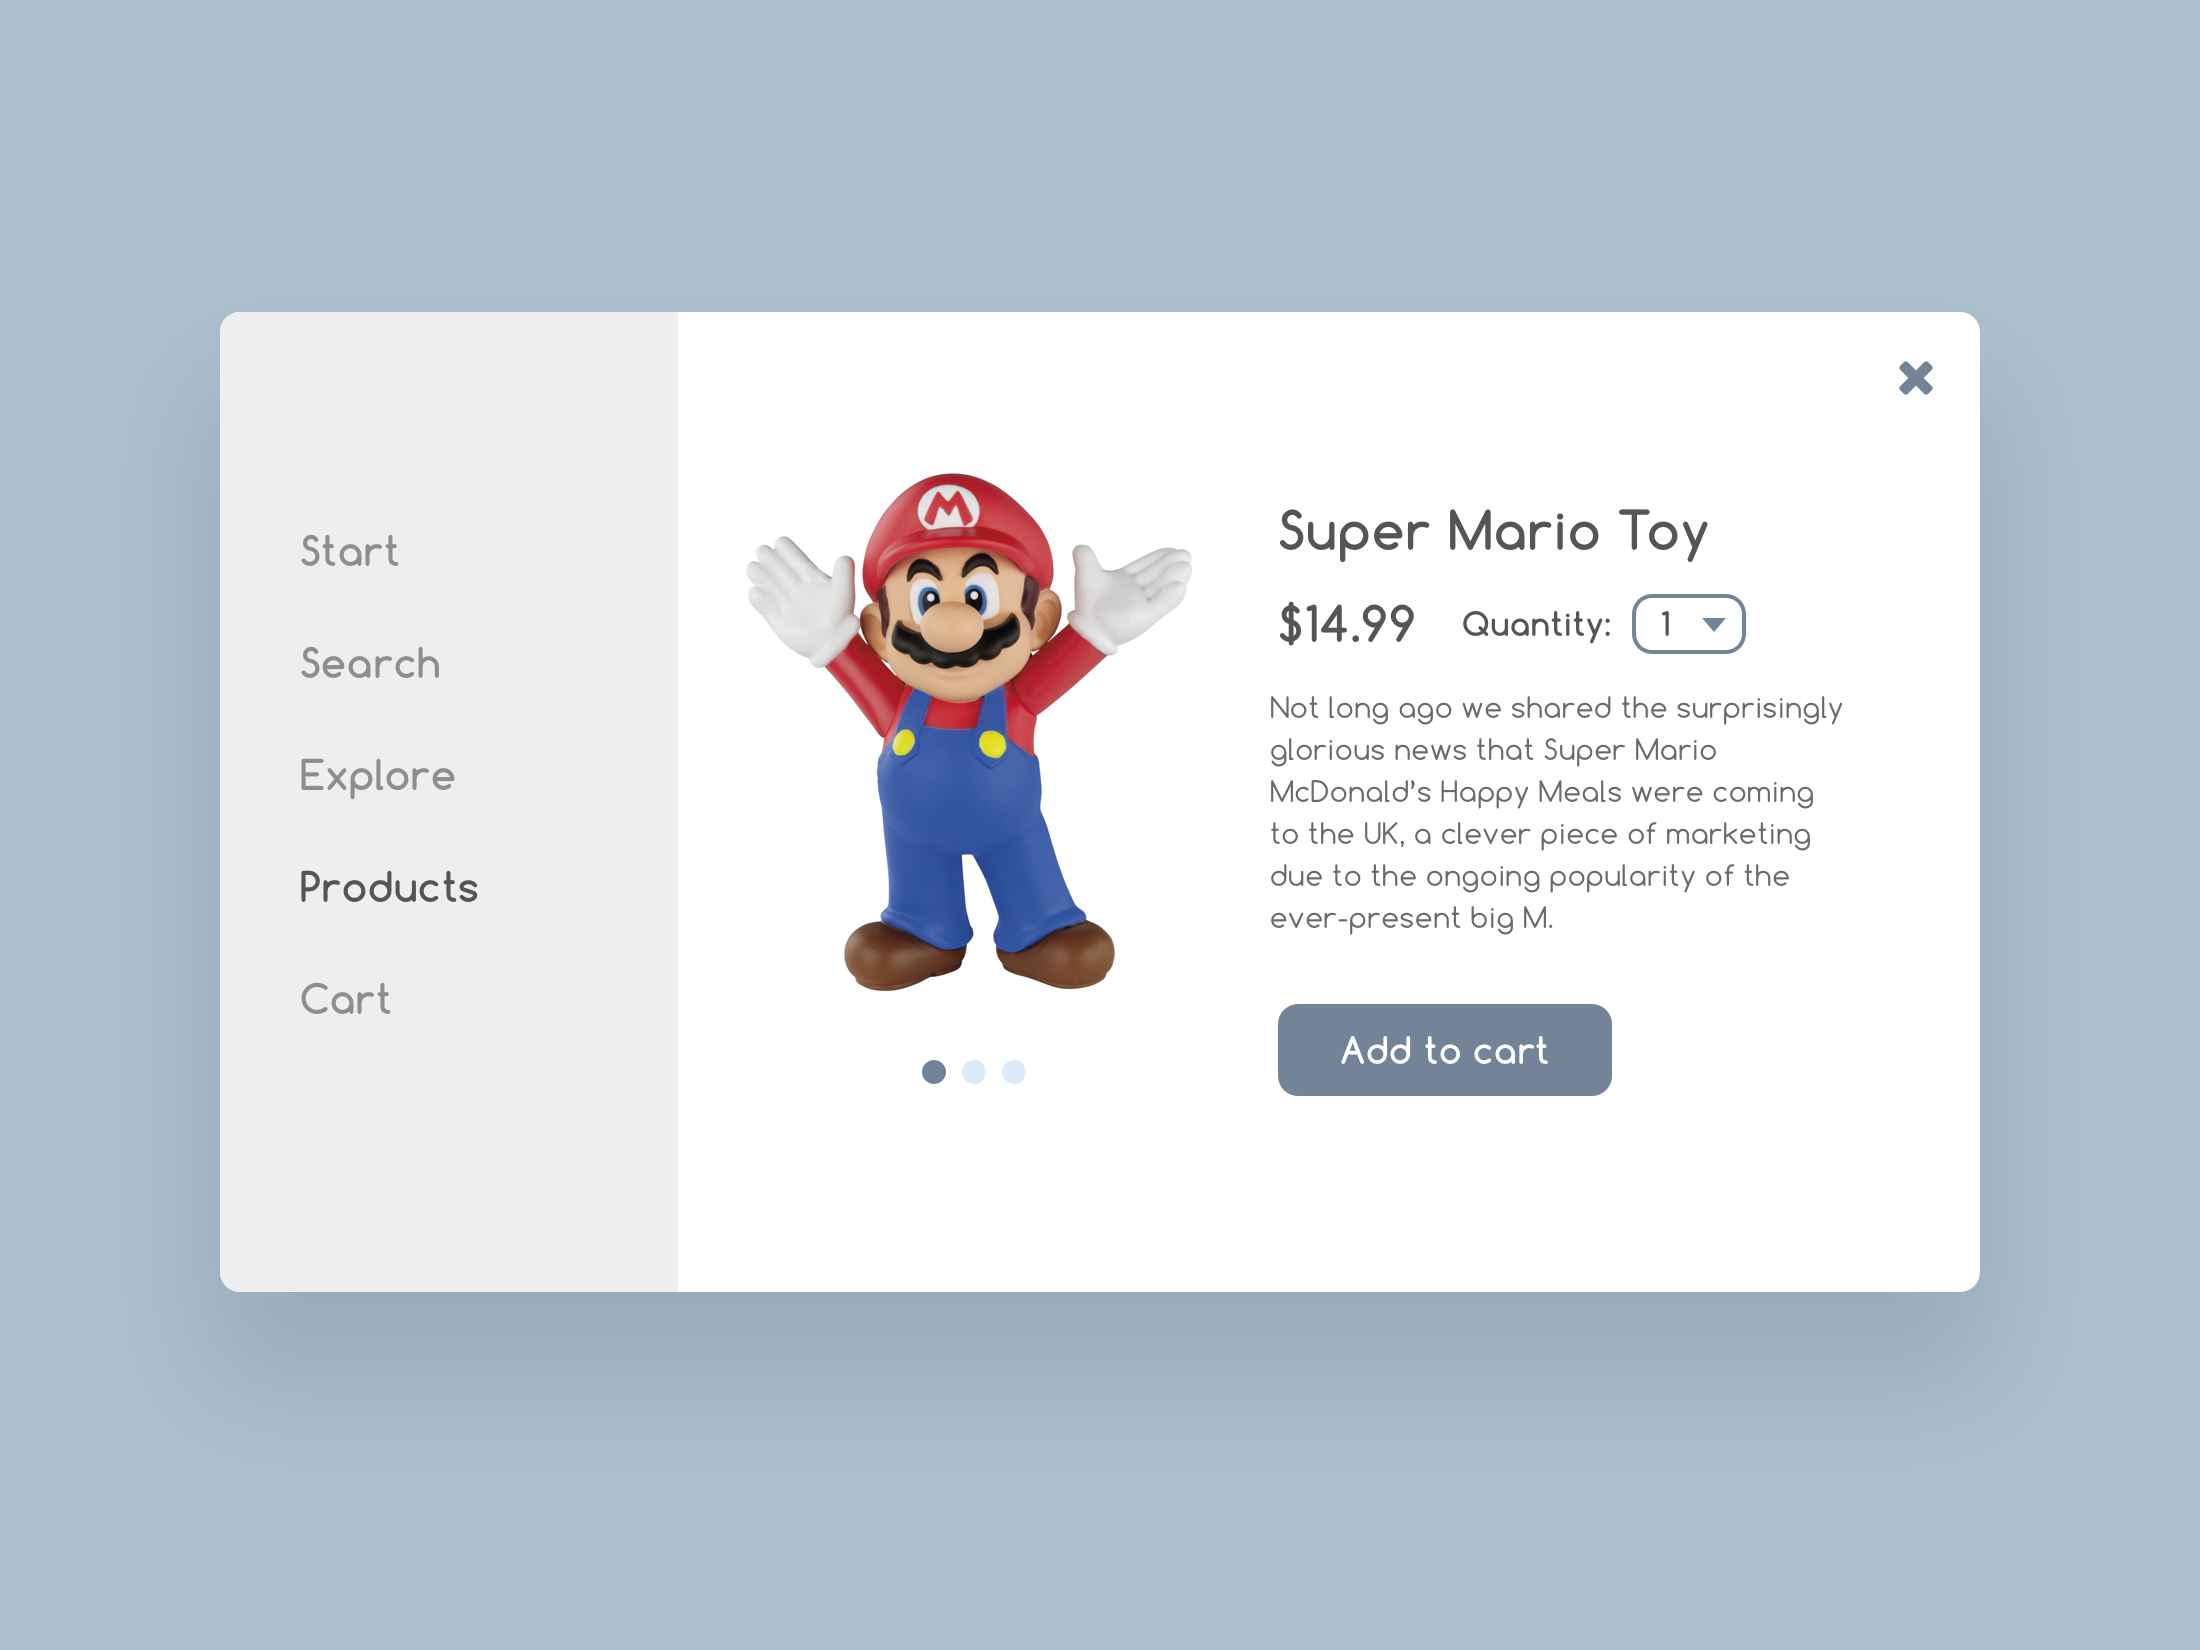 Start
Search
Explore
Products
Cart
M
Super Mario Toy
$14.99 Quantity: 1
Not long ago we shared the surprisingly
glorious news that Super Mario
McDonald’s Happy Meals were coming
to the UK, a clever piece of marketing
due to the ongoing popularity of the
ever-present big M.
Add to cart